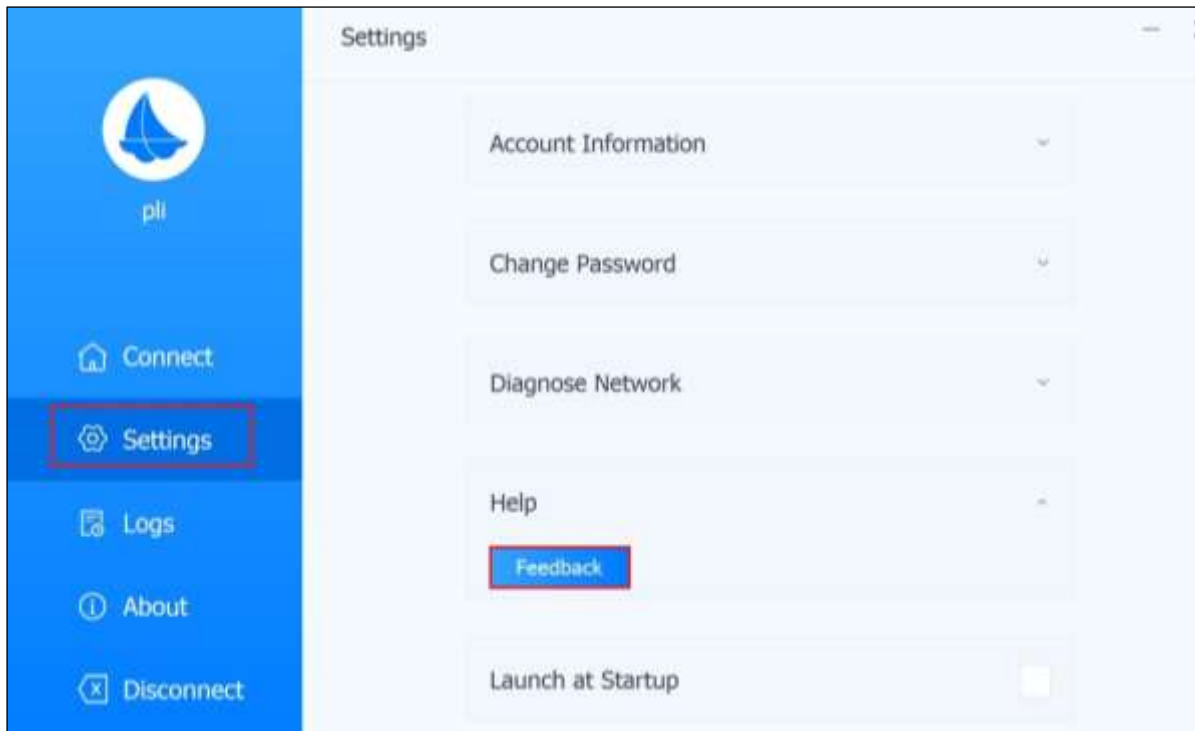 pli
Connect
Settings
Logs
About
Disconnect
Settings
Account Information
Change Password
Diagnose Network
Help
Feedback
Launch at Startup